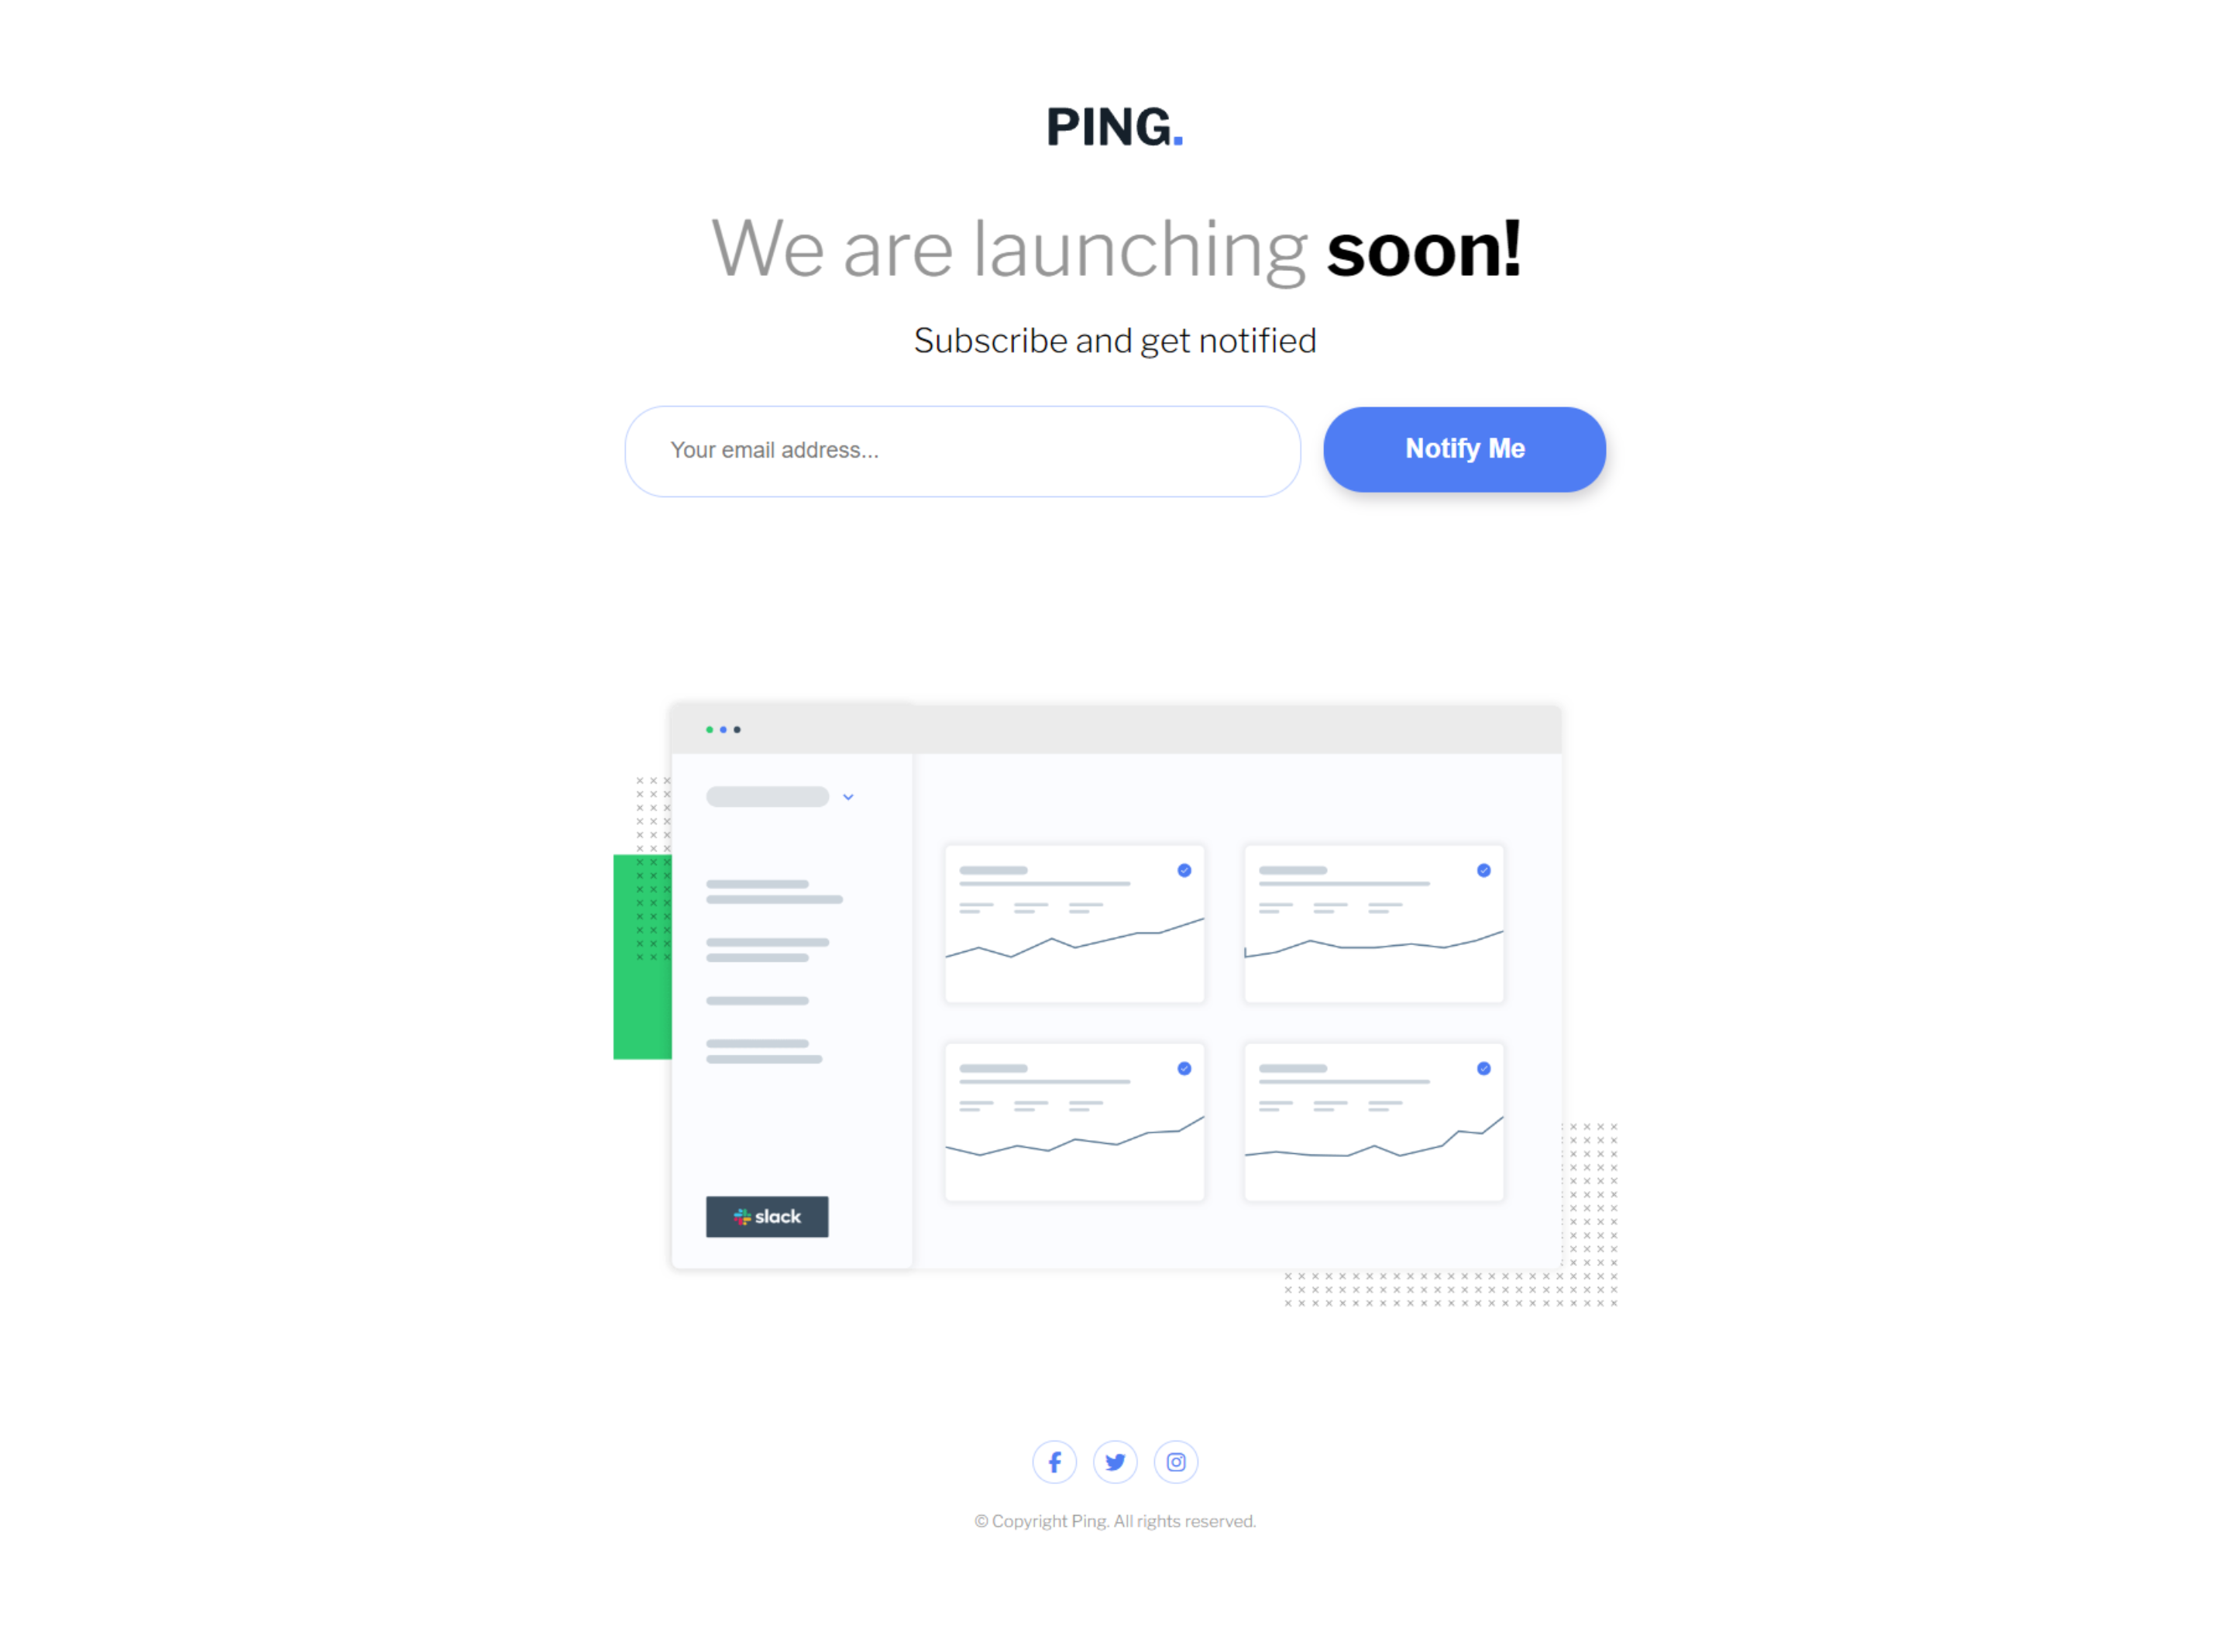 PING.
We are launching soon!
Subscribe and get notified
Your email address...
Notify Me
slack
© Copyright Ping. All rights reserved.